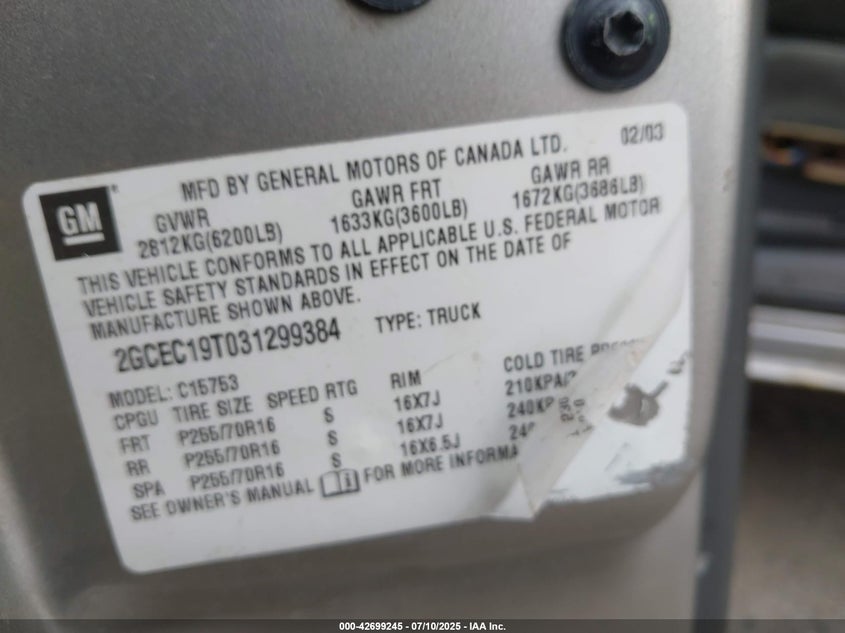 MFD BY GENERAL MOTORS OF CANADA LTD. 02/03
GM
GVWR GAWR FRT GAWR RR
2812KG(6200LB) 1633KG(3600LB) 1672KG(3686LB)
THIS VEHICLE CONFORMS TO ALL APPLICABLE U.S. FEDERAL MOTOR
VEHICLE SAFETY STANDARDS IN EFFECT ON THE DATE OF
MANUFACTURE SHOWN ABOVE.
2GCEC19T031299384 TYPE: TRUCK
MODEL: C15753
CPGU TIRE SIZE SPEED RTG RIM COLD TIRE
FRT P255/70R16 S 16X7J 210KPA/
RR P255/70R16 S 16X7J 240KP
SPA P255/70R16 S 16X6.5J 240
SEE OWNER'S MANUAL FOR MORE INFORMA
000-42699245 - 07/10/2025 - IAA Inc.